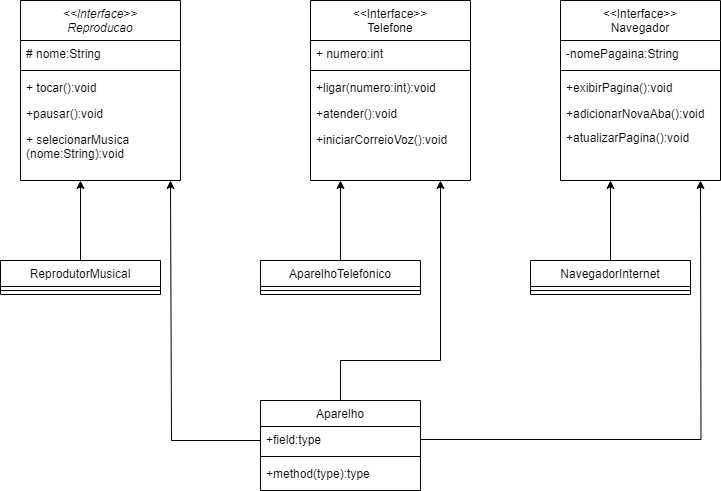 <<Interface>>
Reproducao
# nome:String
+ tocar():void
+pausar():void
+ selecionarMusica
(nome:String):void
<<Interface>>
Telefone
+ numero:int
+ligar(numero:int):void
+atender():void
+iniciarCorreioVoz():void
<<Interface>>
Navegador
-nomePagaina:String
+exibirPagina():void
+adicionarNovaAba():void
+atualizarPagina():void
ReprodutorMusical
AparelhoTelefonico
NavegadorInternet
Aparelho
+field:type
+method(type):type